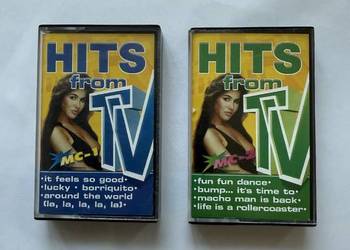 HITS
from
TV
MC-1
• it feels so good •
lucky • borriquito •
around the world
(la, la, la, la, la) •
HITS
from
TV
MC-2
• fun fun dance •
bump... it's time to •
macho man is back •
life is a rollercoaster •